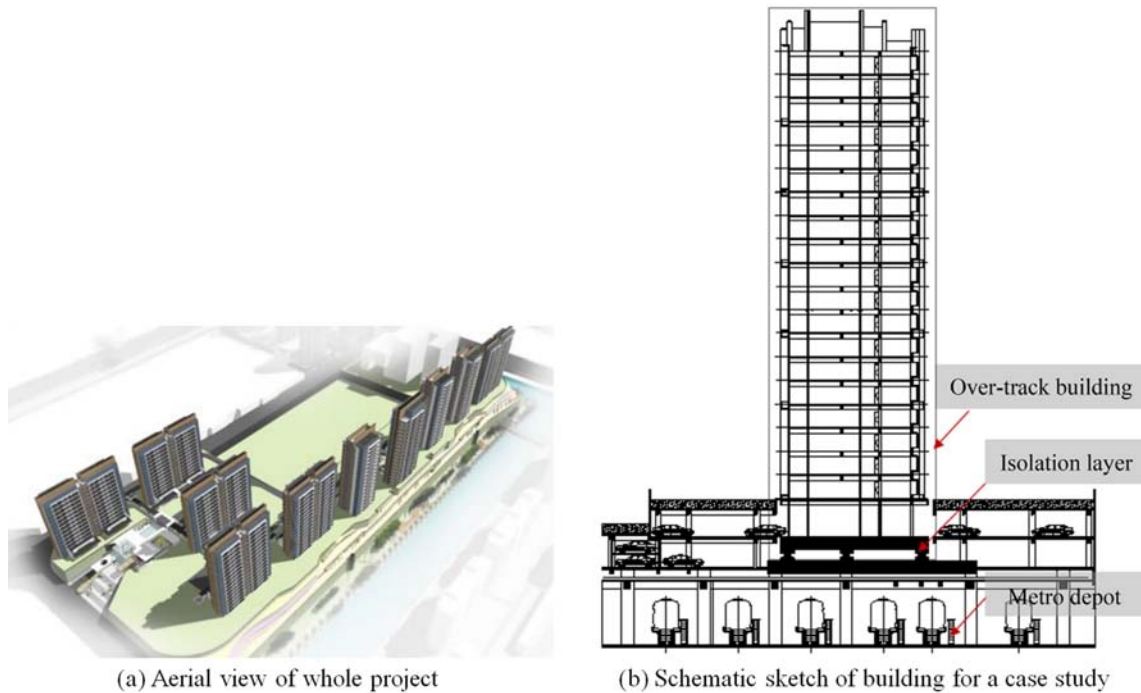 Over-track building
Isolation layer
Metro depot
(a) Aerial view of whole project
(b) Schematic sketch of building for a case study